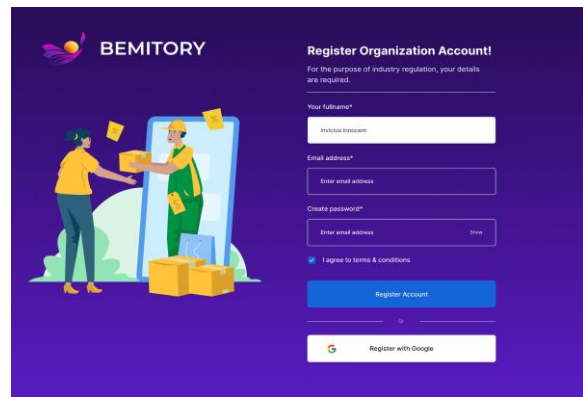 BEMITORY
Register Organization Account!
For the purpose of industry regulation, your details
are required.
Your fullname*
Invictus Innocent
Email address*
Enter email address
Create password*
Enter email address
Show
I agree to terms & conditions
Register Account
Or
Register with Google